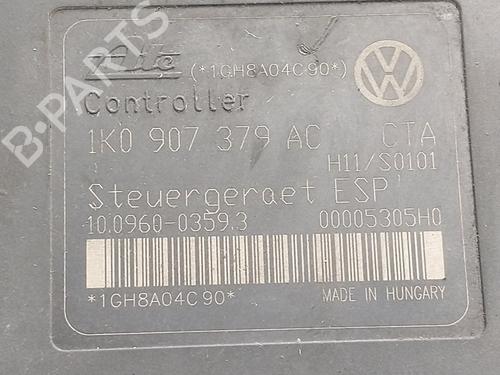 Ate (*1GH8A04C90*)
Controller
1K0 907 379 AC CTA
H11/S0101
Steuergeraet ESP
10.0960-0359.3 00005305H0
*1GH8A04C90* MADE IN HUNGARY
B-PARTS